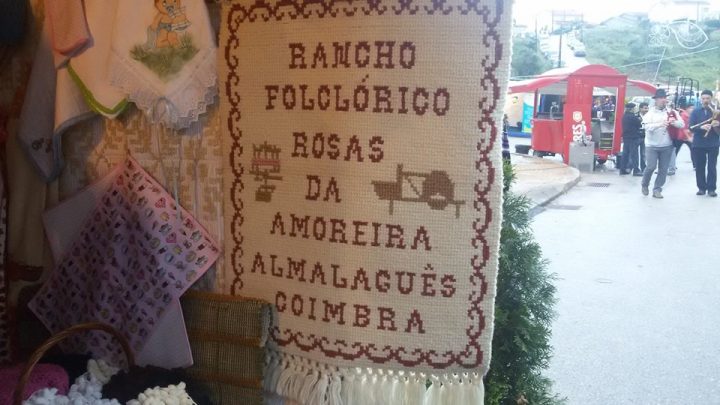 RANCHO
FOLCLÓRICO
ROSAS
DA
AMOREIRA
ALMALAGUÊS
COIMBRA